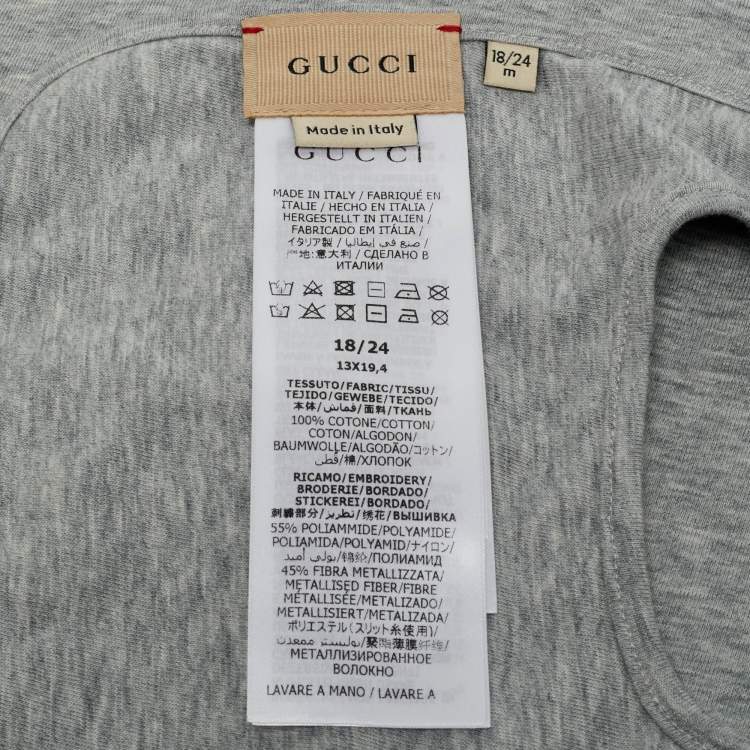 GUCCI
18/24
m
Made in Italy
GUCCI
MADE IN ITALY / FABRIQUÉ EN
ITALIE / HECHO EN ITALIA /
HERGESTELLT IN ITALIEN /
FABRICADO EM ITÁLIA /
イタリア製 / صنع في إيطاليا /
产地:意大利 / СДЕЛАНО В
ИТАЛИИ
18/24
13X19,4
TESSUTO/FABRIC/TISSU/
TEJIDO/GEWEBE/TECIDO/
本体/قماش/面料/ТКАНЬ
100% COTONE/COTTON/
COTON/ALGODON/
BAUMWOLLE/ALGODÃO/コットン/
قطن/棉/ХЛОПОК
RICAMO/EMBROIDERY/
BRODERIE/BORDADO/
STICKEREI/BORDADO/
刺繍部分/تطريز/绣花/ВЫШИВКА
55% POLIAMMIDE/POLYAMIDE/
POLIAMIDA/POLYAMID/ナイロン/
بولي أميد/锦纶/ПОЛИАМИД
45% FIBRA METALLIZZATA/
METALLISED FIBER/FIBRE
MÉTALLISÉE/METALIZADO/
METALLISIERT/METALIZADO/
ポリエステル(スリット糸使用)/
بوليستر ممعدن/聚酯薄膜纤维/
МЕТАЛЛИЗИРОВАННОЕ
ВОЛОКНО
LAVARE A MANO / LAVARE A